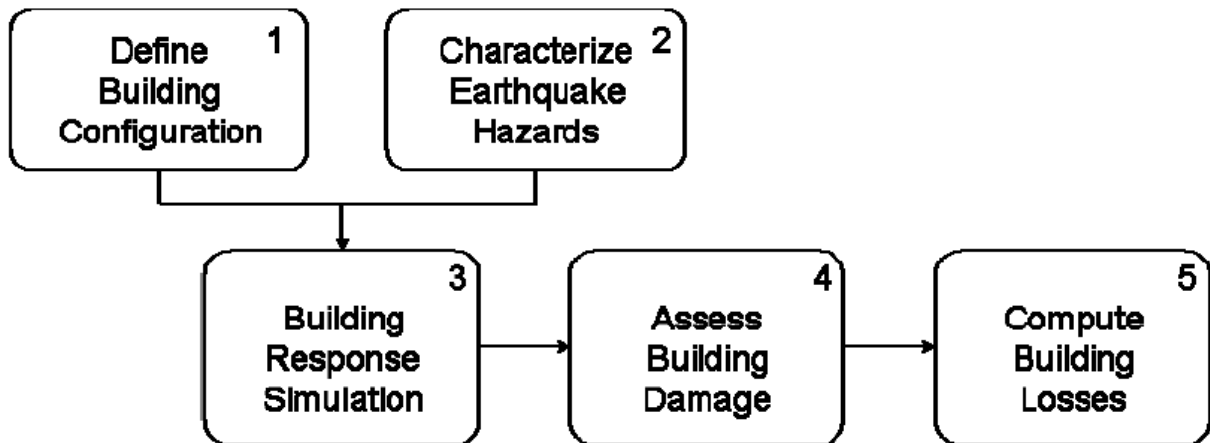 1
Define
Building
Configuration
2
Characterize
Earthquake
Hazards
3
Building
Response
Simulation
4
Assess
Building
Damage
5
Compute
Building
Losses